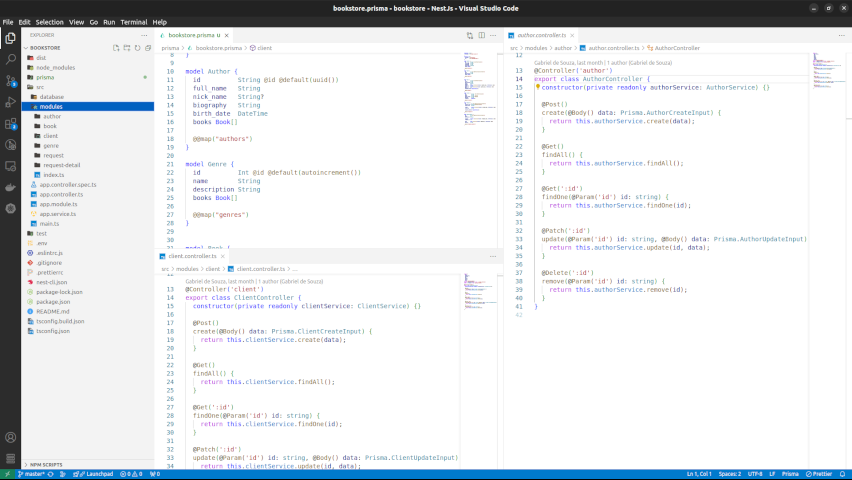 bookstore.prisma - bookstore - NestJs - Visual Studio Code
File Edit Selection View Go Run Terminal Help
EXPLORER
BOOKSTORE
dist
node_modules
prisma
src
database
modules
author
book
client
genre
request
request-detail
index.ts
app.controller.spec.ts
app.controller.ts
app.module.ts
app.service.ts
main.ts
test
.env
.eslintrc.js
.gitignore
.prettierrc
nest-cli.json
package-lock.json
package.json
README.md
tsconfig.build.json
tsconfig.json
NPM SCRIPTS
bookstore.prisma U
prisma > bookstore.prisma > client
8 }
9
10 model Author {
11 id String @id @default(uuid())
12 full_name String
13 nick_name String?
14 biography String
15 birth_date DateTime
16 books Book[]
17
18 @@map("authors")
19 }
20
21 model Genre {
22 id Int @id @default(autoincrement())
23 name String
24 description String
25 books Book[]
26
27 @@map("genres")
28 }
29
30
31 model Book {
client.controller.ts
src > modules > client > client.controller.ts > ...
12
Gabriel de Souza, last month | 1 author (Gabriel de Souza)
13 @Controller('client')
14 export class ClientController {
15 constructor(private readonly clientService: ClientService) {}
16
17 @Post()
18 create(@Body() data: Prisma.ClientCreateInput) {
19 return this.clientService.create(data);
20 }
21
22 @Get()
23 findAll() {
24 return this.clientService.findAll();
25 }
26
27 @Get(':id')
28 findOne(@Param('id') id: string) {
29 return this.clientService.findOne(id);
30 }
31
32 @Patch(':id')
33 update(@Param('id') id: string, @Body() data: Prisma.ClientUpdateInput)
34 return this.clientService.update(id, data);
author.controller.ts
src > modules > author > author.controller.ts > AuthorController
Gabriel de Souza, last month | 1 author (Gabriel de Souza)
13 @Controller('author')
14 export class AuthorController {
15 constructor(private readonly authorService: AuthorService) {}
16
17 @Post()
18 create(@Body() data: Prisma.AuthorCreateInput) {
19 return this.authorService.create(data);
20 }
21
22 @Get()
23 findAll() {
24 return this.authorService.findAll();
25 }
26
27 @Get(':id')
28 findOne(@Param('id') id: string) {
29 return this.authorService.findOne(id);
30 }
31
32 @Patch(':id')
33 update(@Param('id') id: string, @Body() data: Prisma.AuthorUpdateInput)
34 return this.authorService.update(id, data);
35 }
36
37 @Delete(':id')
38 remove(@Param('id') id: string) {
39 return this.authorService.remove(id);
40 }
41 }
42
master* Launchpad 0 0 0 Ln 1, Col 1 Spaces: 2 UTF-8 LF Prisma Prettier